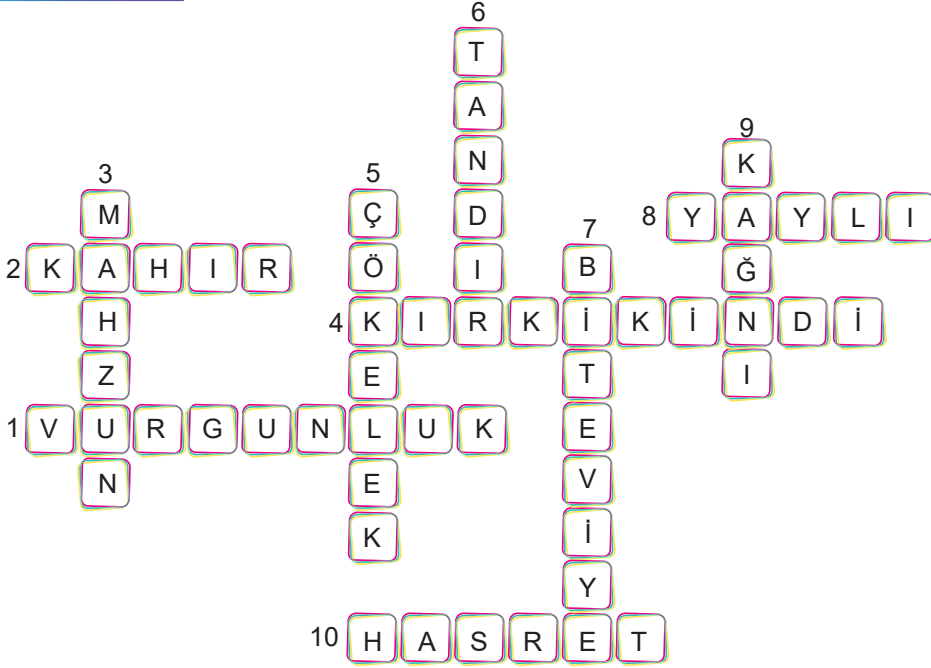 6
T
A
9
N
K
3
5
M
Ç
D
7
8 Y A Y L I
2 K A H I R
Ö
I
B
Ğ
H
4 K I R K İ K İ N D İ
Z
E
T
I
1 V U R G U N L U K
E
N
E
V
K
İ
Y
10 H A S R E T